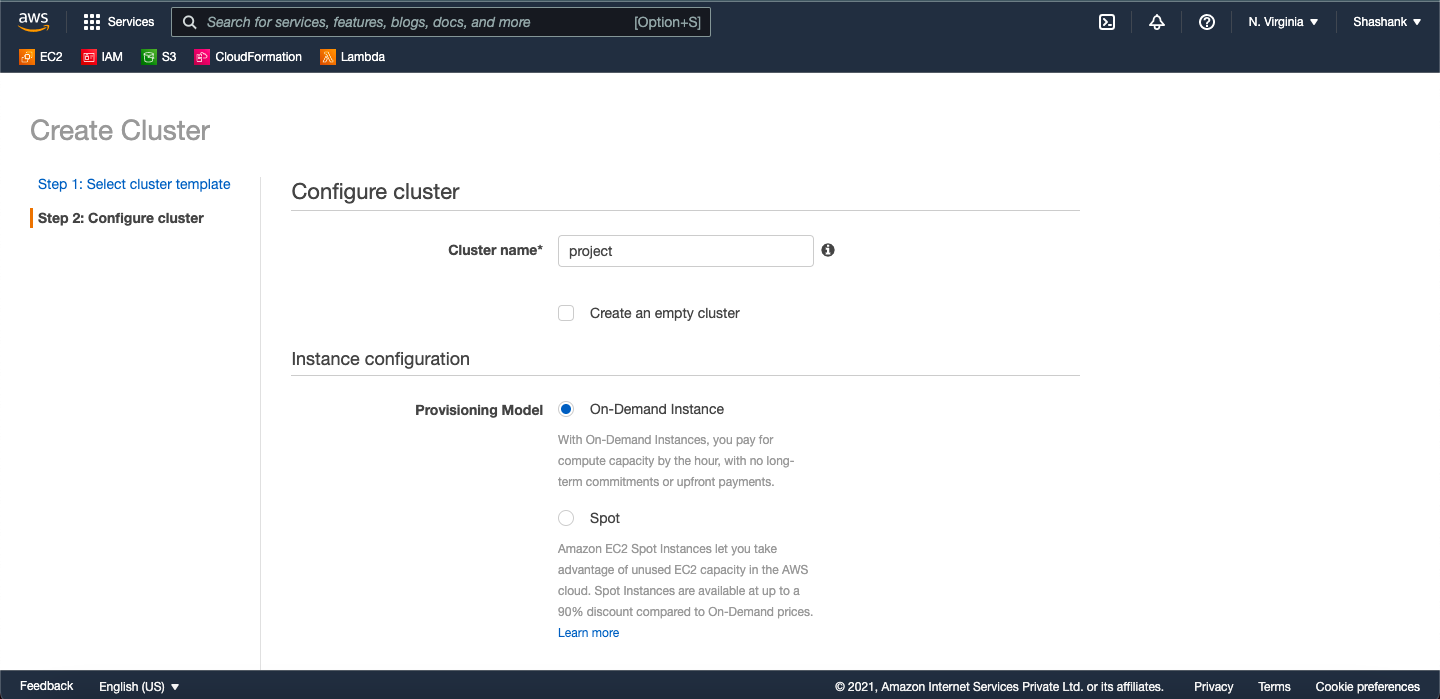 aws
Services
Search for services, features, blogs, docs, and more [Option+S]
N. Virginia ▼
Shashank ▼
EC2 IAM S3 CloudFormation Lambda
Create Cluster
Step 1: Select cluster template
Step 2: Configure cluster
Configure cluster
Cluster name* project
Create an empty cluster
Instance configuration
Provisioning Model On-Demand Instance
With On-Demand Instances, you pay for
compute capacity by the hour, with no long-
term commitments or upfront payments.
Spot
Amazon EC2 Spot Instances let you take
advantage of unused EC2 capacity in the AWS
cloud. Spot Instances are available at up to a
90% discount compared to On-Demand prices.
Learn more
Feedback English (US) ▼ © 2021, Amazon Internet Services Private Ltd. or its affiliates. Privacy Terms Cookie preferences